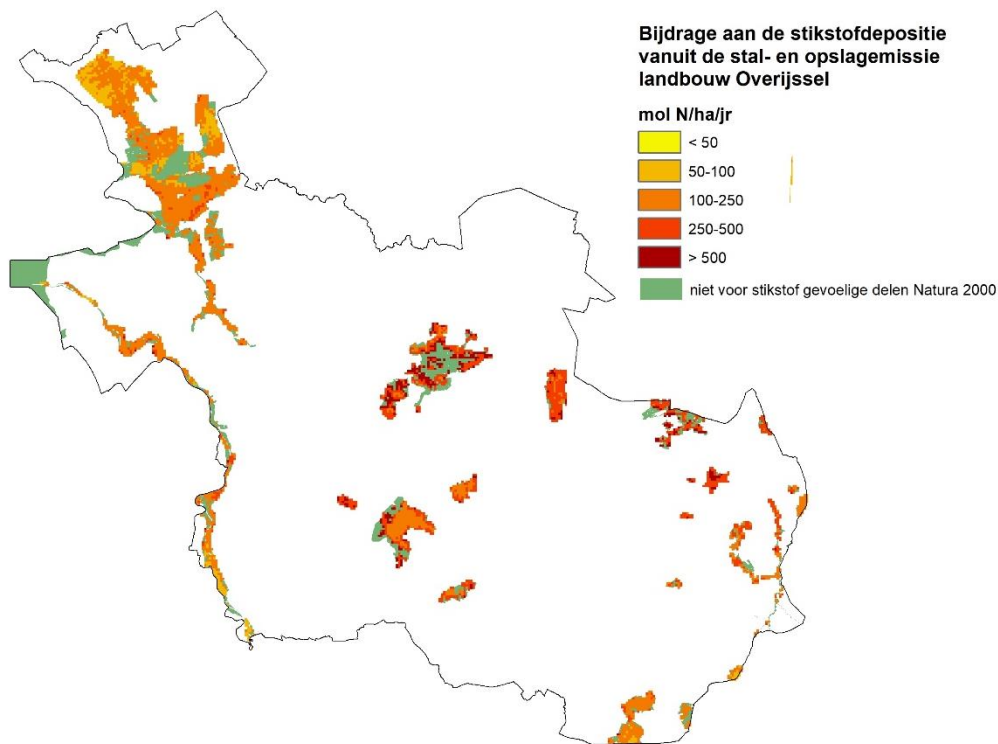 Bijdrage aan de stikstofdepositie
vanuit de stal- en opslagemissie
landbouw Overijssel
mol N/ha/jr
< 50
50-100
100-250
250-500
> 500
niet voor stikstof gevoelige delen Natura 2000